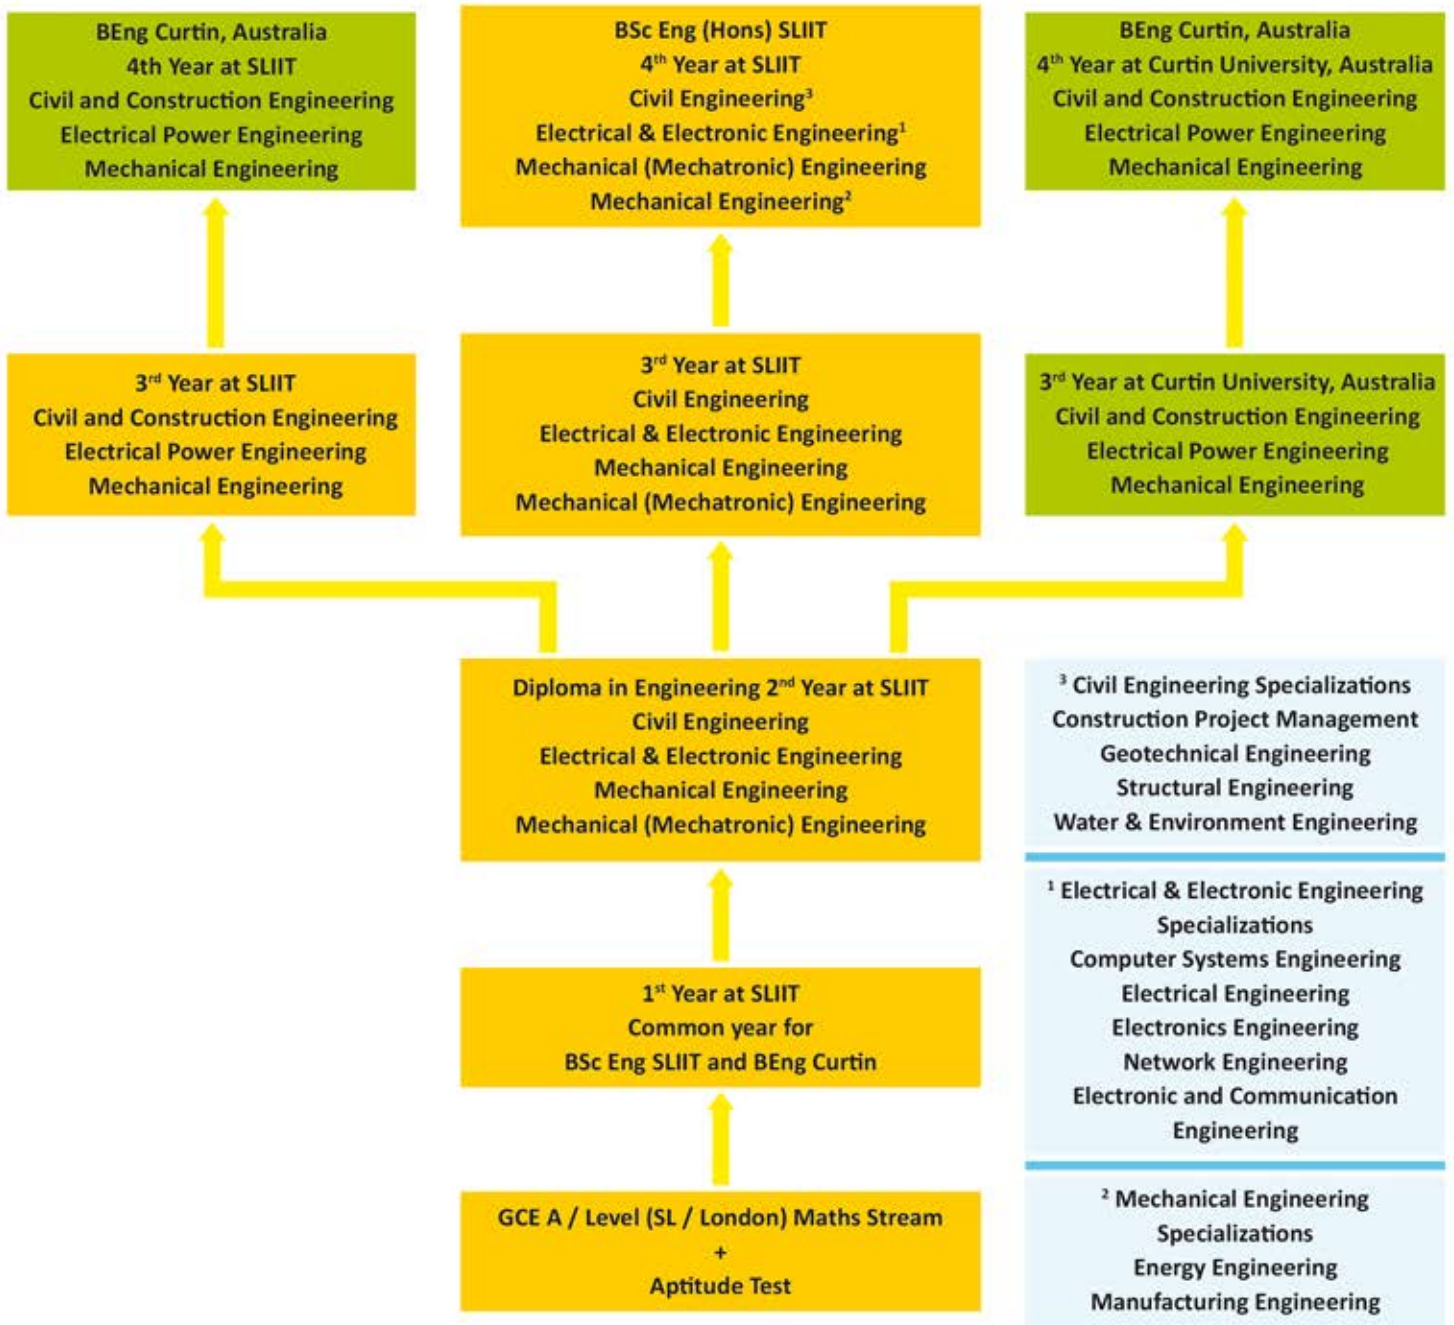 BEng Curtin, Australia
4th Year at SLIIT
Civil and Construction Engineering
Electrical Power Engineering
Mechanical Engineering
BSc Eng (Hons) SLIIT
4th Year at SLIIT
Civil Engineering³
Electrical & Electronic Engineering¹
Mechanical (Mechatronic) Engineering
Mechanical Engineering²
BEng Curtin, Australia
4th Year at Curtin University, Australia
Civil and Construction Engineering
Electrical Power Engineering
Mechanical Engineering
3rd Year at SLIIT
Civil and Construction Engineering
Electrical Power Engineering
Mechanical Engineering
3rd Year at SLIIT
Civil Engineering
Electrical & Electronic Engineering
Mechanical Engineering
Mechanical (Mechatronic) Engineering
3rd Year at Curtin University, Australia
Civil and Construction Engineering
Electrical Power Engineering
Mechanical Engineering
Diploma in Engineering 2nd Year at SLIIT
Civil Engineering
Electrical & Electronic Engineering
Mechanical Engineering
Mechanical (Mechatronic) Engineering
³ Civil Engineering Specializations
Construction Project Management
Geotechnical Engineering
Structural Engineering
Water & Environment Engineering
¹ Electrical & Electronic Engineering
Specializations
Computer Systems Engineering
Electrical Engineering
Electronics Engineering
Network Engineering
Electronic and Communication
Engineering
1st Year at SLIIT
Common year for
BSc Eng SLIIT and BEng Curtin
² Mechanical Engineering
Specializations
Energy Engineering
Manufacturing Engineering
GCE A / Level (SL / London) Maths Stream
+
Aptitude Test